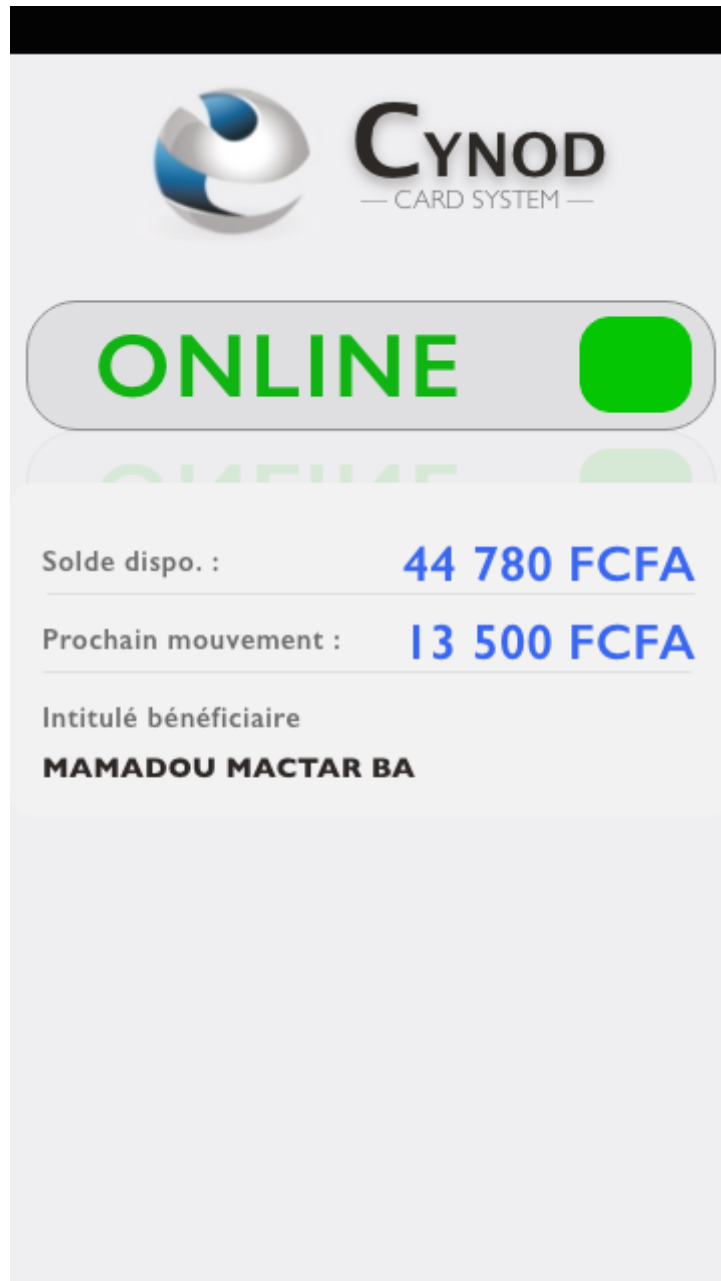 CYNOD
— CARD SYSTEM —
ONLINE
Solde dispo. : 44 780 FCFA
Prochain mouvement : 13 500 FCFA
Intitulé bénéficiaire
MAMADOU MACTAR BA